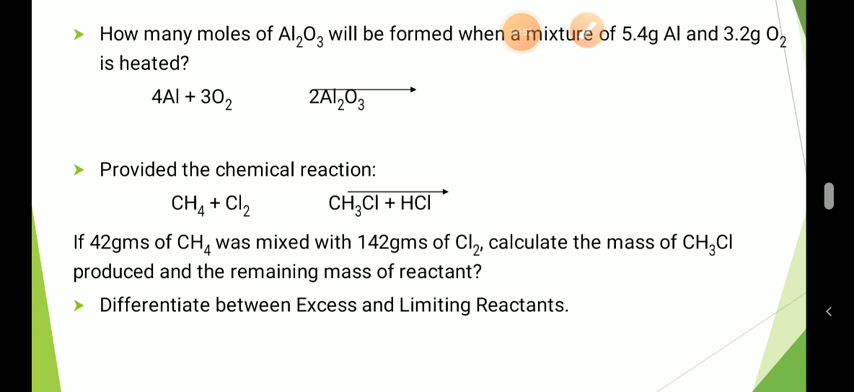 ➤ How many moles of Al₂O₃ will be formed when a mixture of 5.4g Al and 3.2g O₂
is heated?
4Al + 3O₂ 2Al₂O₃
➤ Provided the chemical reaction:
CH₄ + Cl₂ CH₃Cl + HCl
If 42gms of CH₄ was mixed with 142gms of Cl₂, calculate the mass of CH₃Cl
produced and the remaining mass of reactant?
➤ Differentiate between Excess and Limiting Reactants.